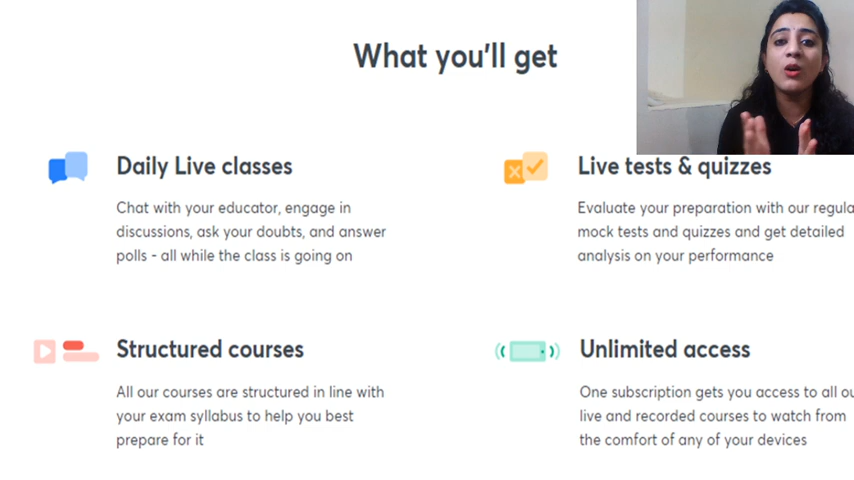 What you'll get
Daily Live classes
Chat with your educator, engage in
discussions, ask your doubts, and answer
polls - all while the class is going on
Live tests & quizzes
Evaluate your preparation with our regula
mock tests and quizzes and get detailed
analysis on your performance
Structured courses
All our courses are structured in line with
your exam syllabus to help you best
prepare for it
Unlimited access
One subscription gets you access to all ou
live and recorded courses to watch from
the comfort of any of your devices